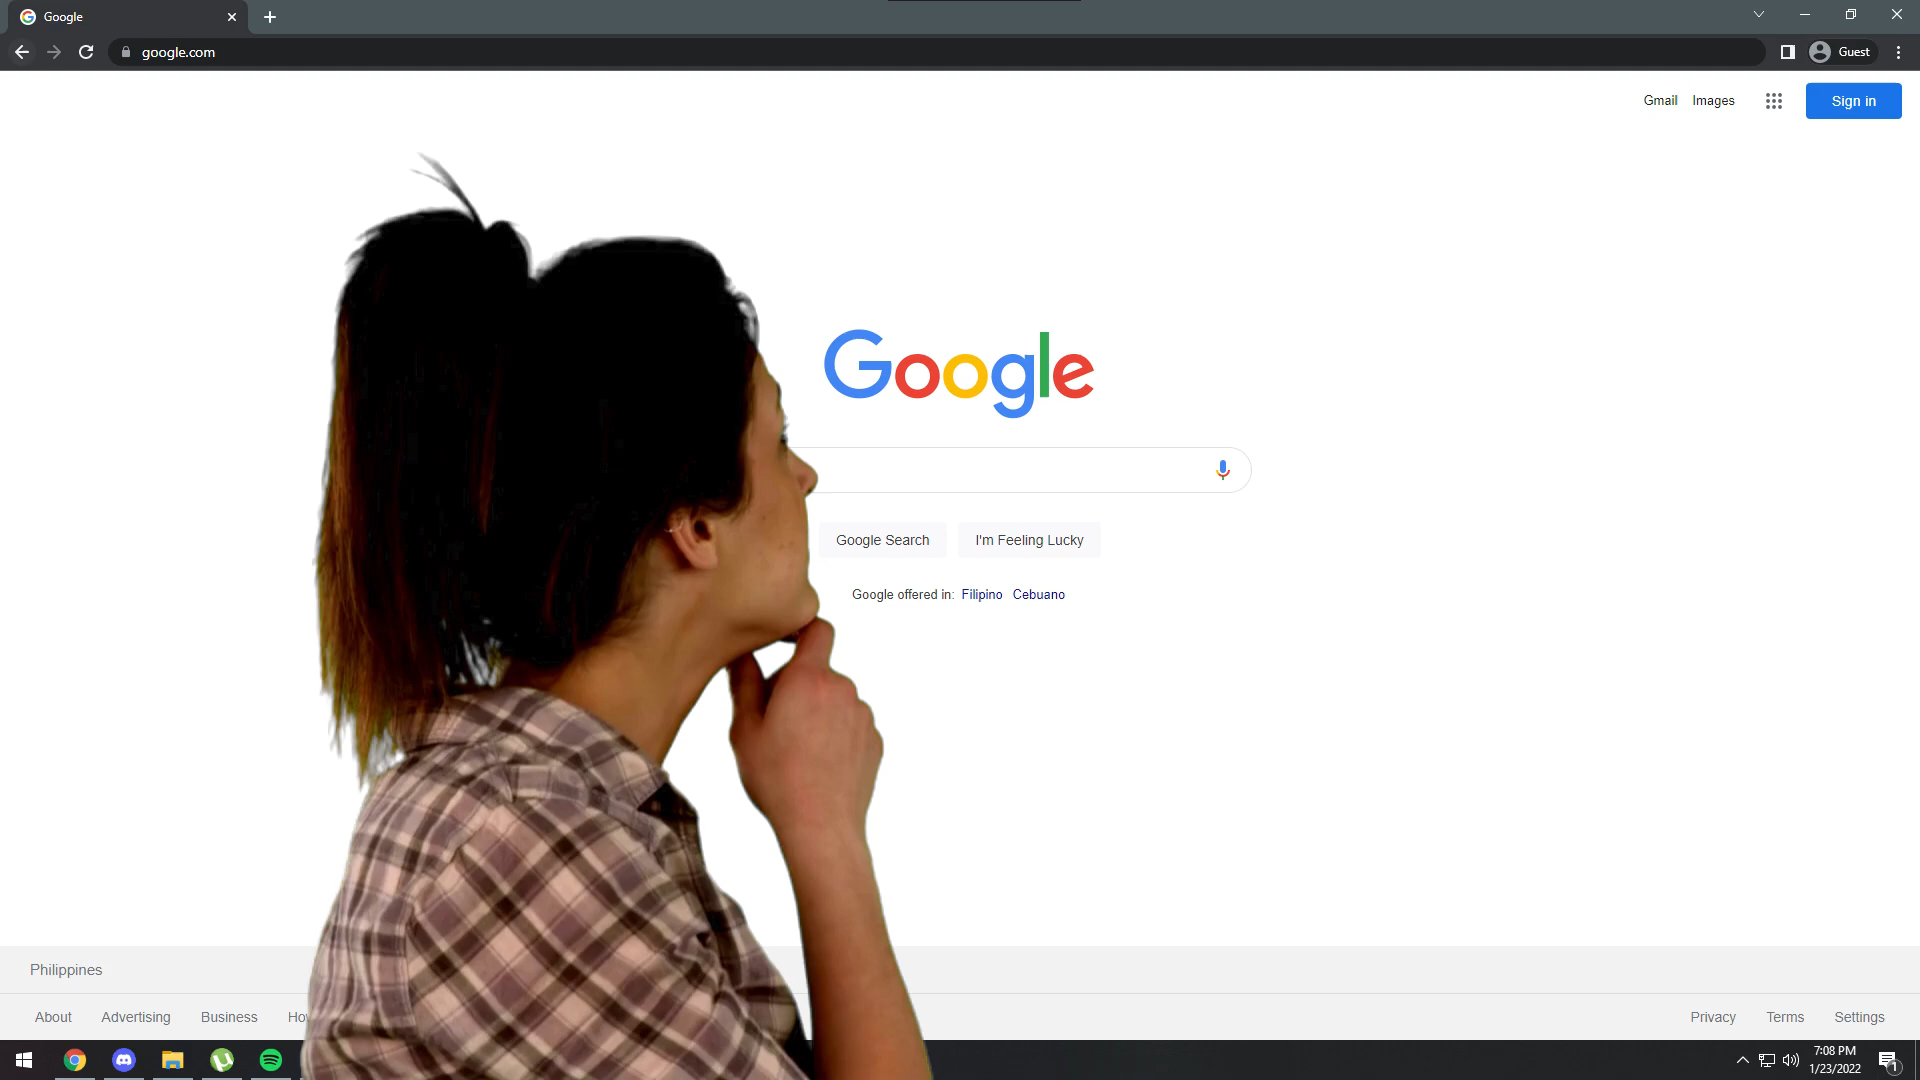 Google
google.com
Guest
Gmail Images
Sign in
Google
Google Search I'm Feeling Lucky
Google offered in: Filipino Cebuano
Philippines
About Advertising Business
Privacy Terms Settings
7:08 PM
1/23/2022
1